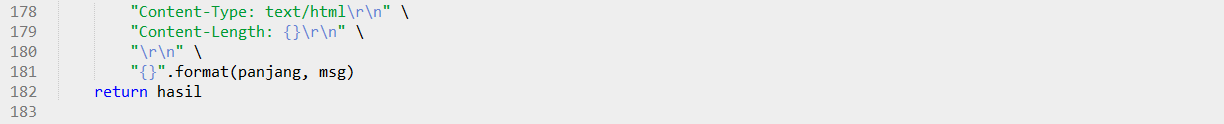 178 "Content-Type: text/html\r\n" \
179 "Content-Length: {}\r\n" \
180 "\r\n" \
181 "{}".format(panjang, msg)
182 return hasil
183